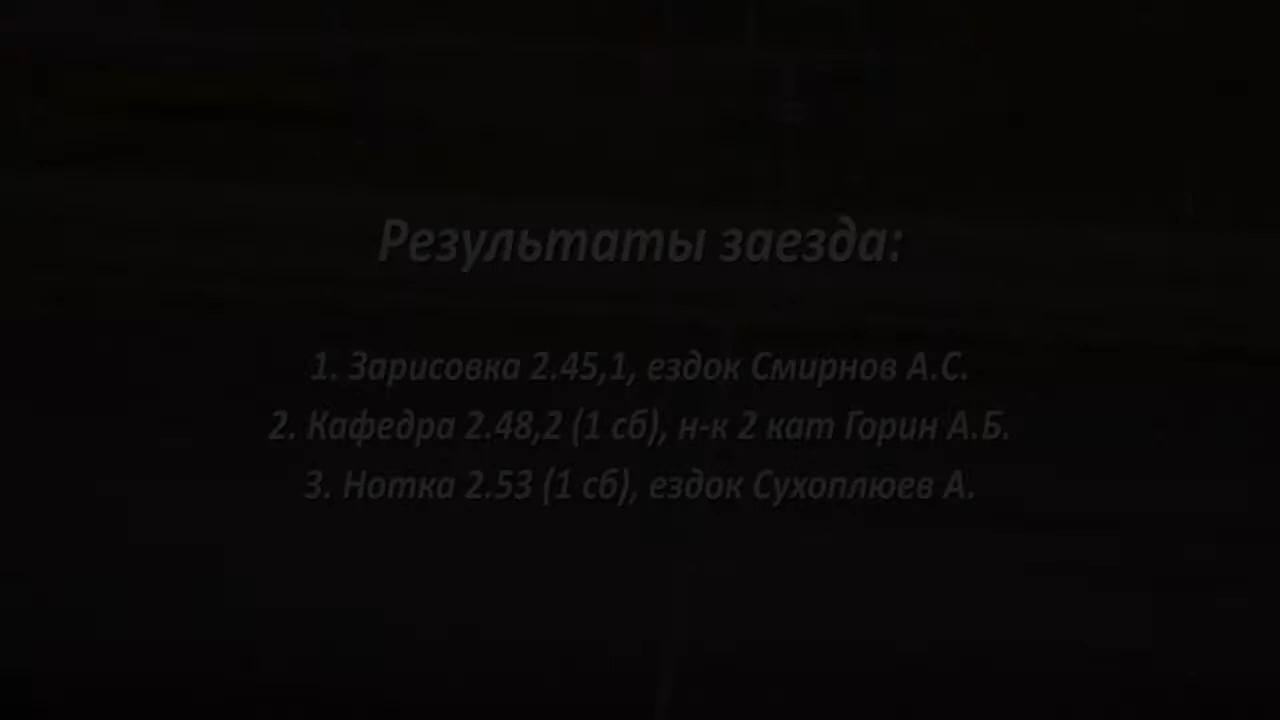 Результаты заезда:
1. Зарисовка 2.45,1, ездок Смирнов А.С.
2. Кафедра 2.48,2 (1 сб), н-к 2 кат Горин А.Б.
3. Нотка 2.53 (1 сб), ездок Сухоплюев А.